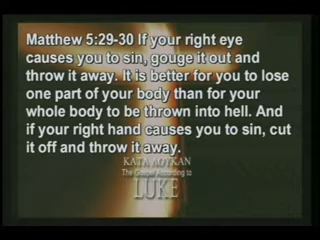 Matthew 5:29-30 If your right eye
causes you to sin, gouge it out and
throw it away. It is better for you to lose
one part of your body than for your
whole body to be thrown into hell. And
if your right hand causes you to sin, cut
it off and throw it away.
ΚΑΤΑ ΛΟΥΚΑΝ
The Gospel According to
LUKE